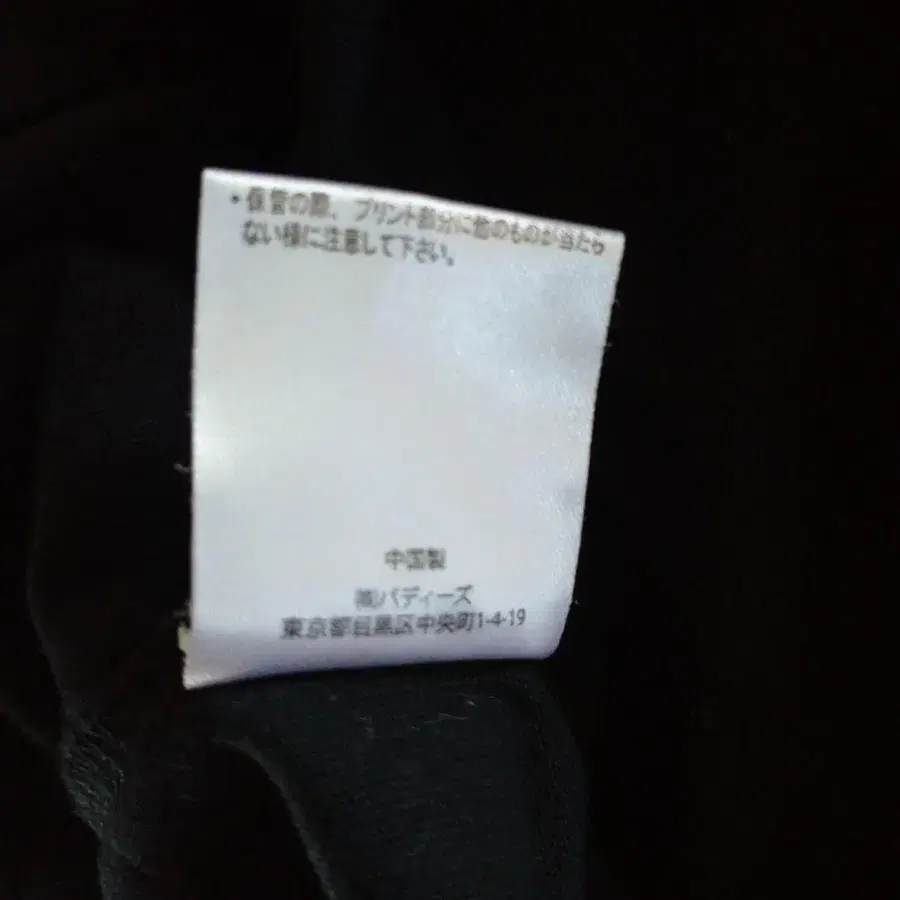 ・保管の際、プリント部分に他のものが当たら
ない様に注意して下さい。
中国製
㈱バディーズ
東京都目黒区中央町1-4-19